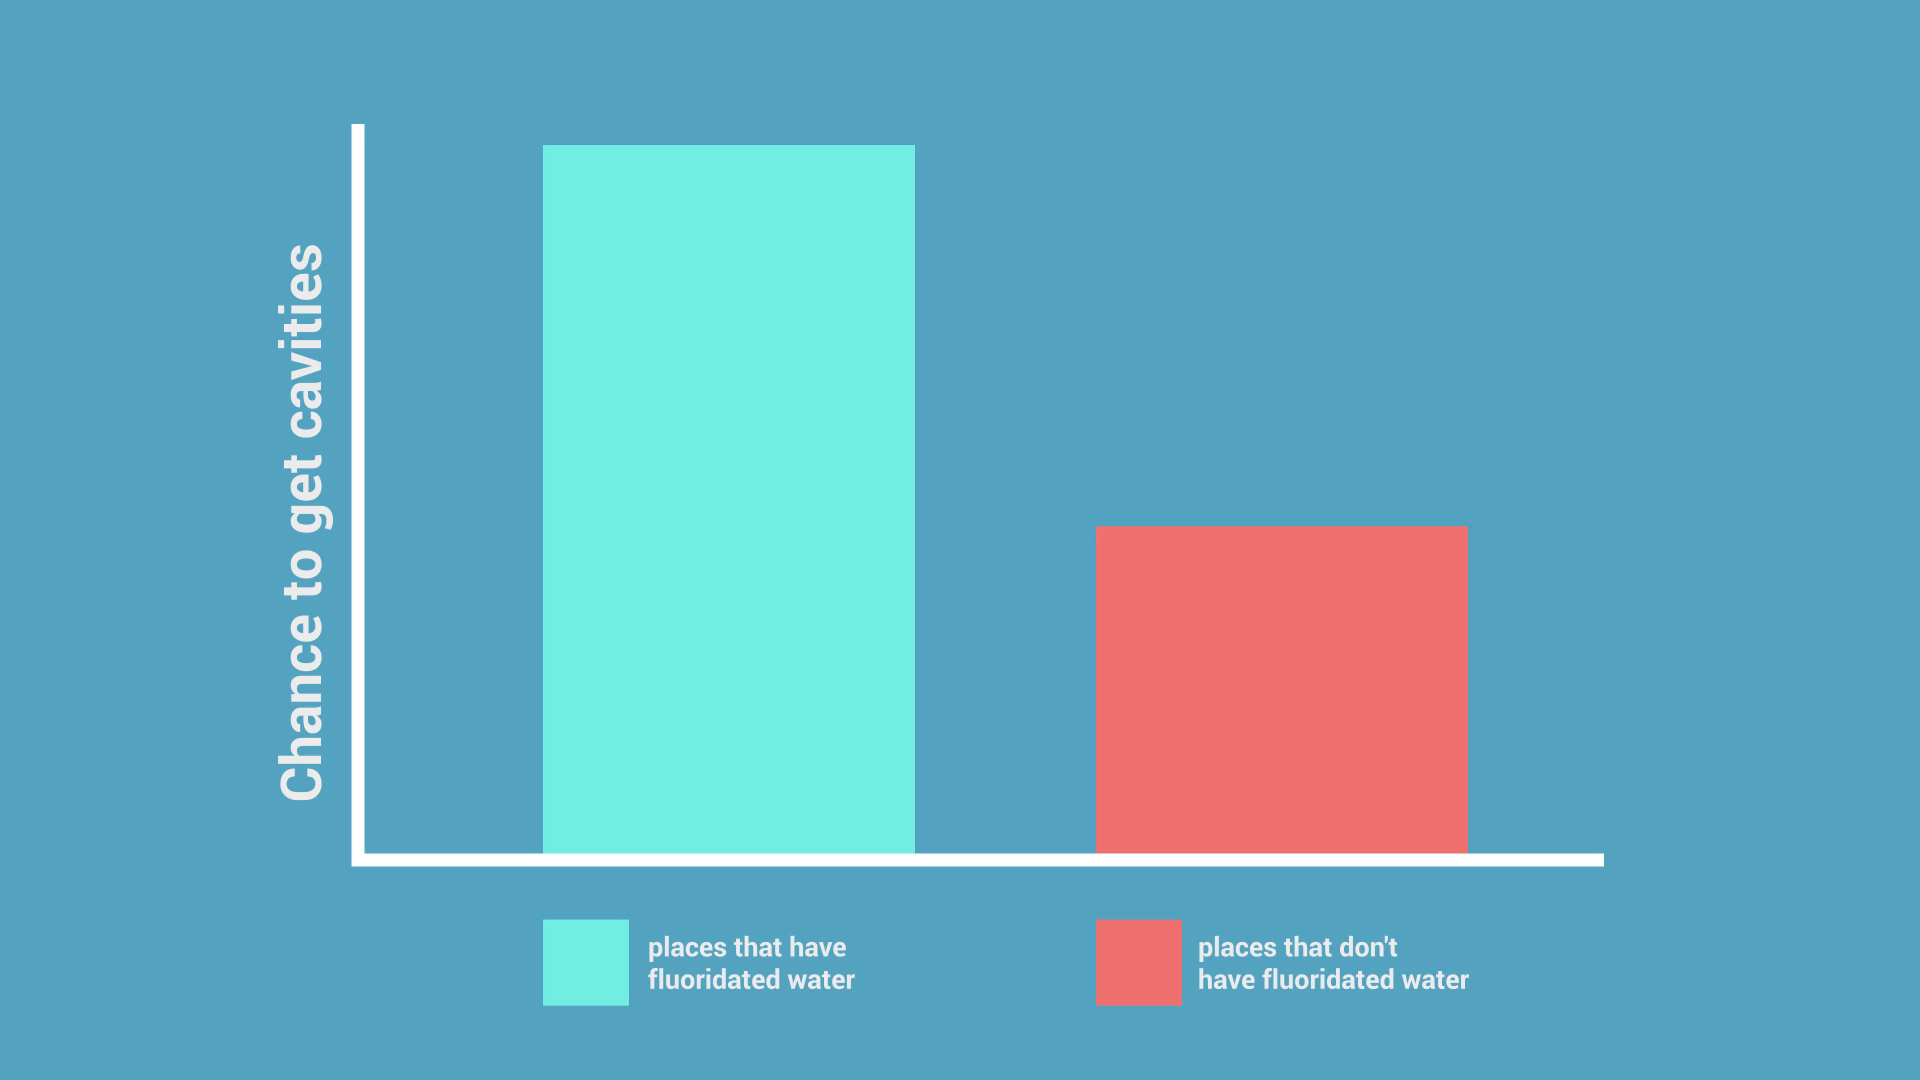 Chance to get cavities
places that have
fluoridated water
places that don't
have fluoridated water